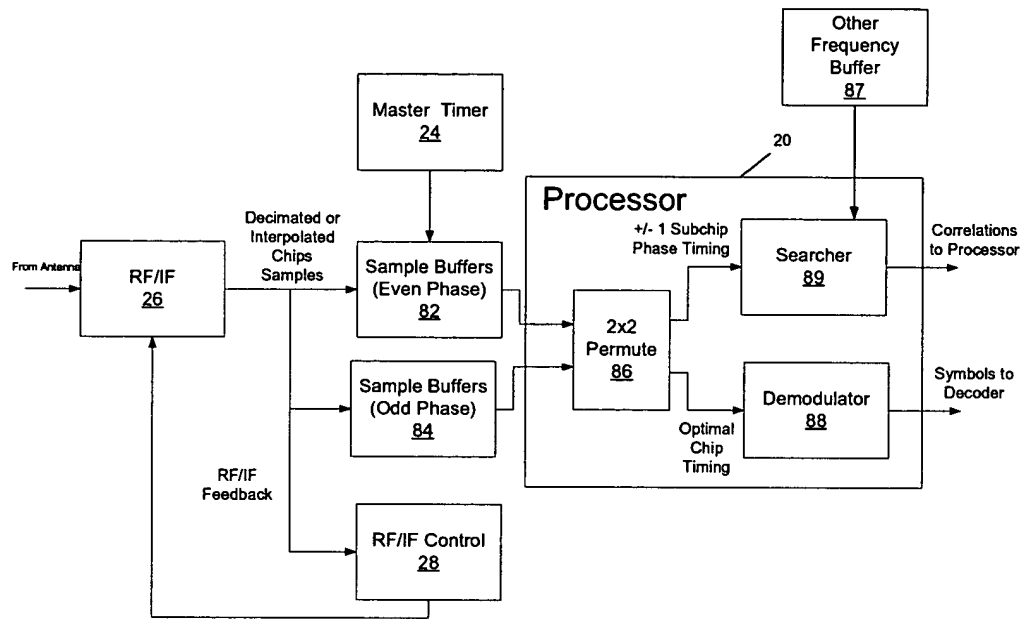 Other
Frequency
Buffer
87
Master Timer
24
20
Processor
Decimated or
Interpolated
Chips
Samples
+/- 1 Subchip
Phase Timing
Correlations
to Processor
From Antenna
RF/IF
26
Sample Buffers
(Even Phase)
82
Searcher
89
2x2
Permute
86
Sample Buffers
(Odd Phase)
84
Symbols to
Decoder
Demodulator
88
Optimal
Chip
Timing
RF/IF
Feedback
RF/IF Control
28